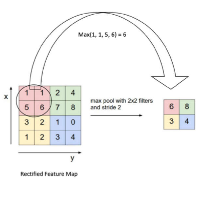 Max(1, 1, 5, 6) = 6
x
1 1 2 4
5 6 7 8
3 2 1 0
1 2 3 4
y
max pool with 2x2 filters
and stride 2
6 8
3 4
Rectified Feature Map